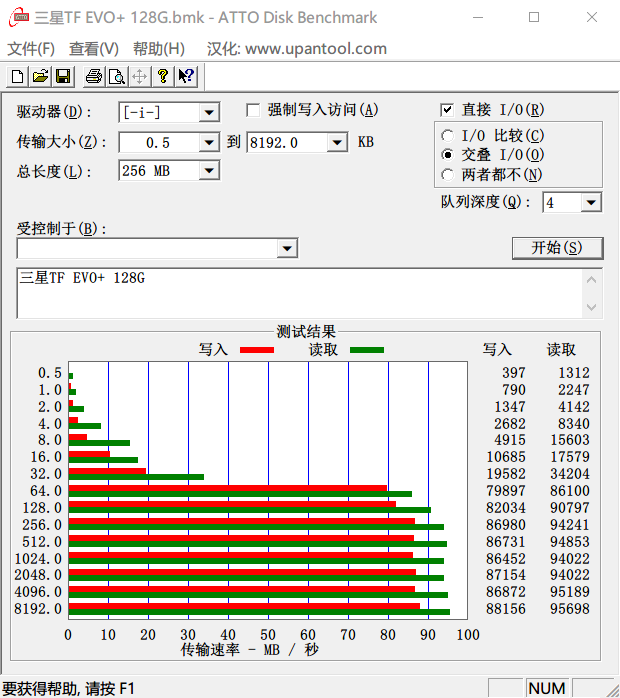 三星TF EVO+ 128G.bmk - ATTO Disk Benchmark
文件(F) 查看(V) 帮助(H) 汉化: www.upantool.com
驱动器(D): [-i-] 强制写入访问(A) 直接 I/O(R)
传输大小(Z): 0.5 到 8192.0 KB
I/O 比较(C)
交叠 I/O(O)
总长度(L): 256 MB
两者都不(N)
队列深度(Q): 4
受控制于(B):
开始(S)
三星TF EVO+ 128G
测试结果
写入 读取 写入 读取
0.5 397 1312
1.0 790 2247
2.0 1347 4142
4.0 2682 8340
8.0 4915 15603
16.0 10685 17579
32.0 19582 34204
64.0 79897 86100
128.0 82034 90797
256.0 86980 94241
512.0 86731 94853
1024.0 86452 94022
2048.0 87154 94022
4096.0 86872 95189
8192.0 88156 95698
0 10 20 30 40 50 60 70 80 90 100
传输速率 - MB / 秒
要获得帮助, 请按 F1 NUM